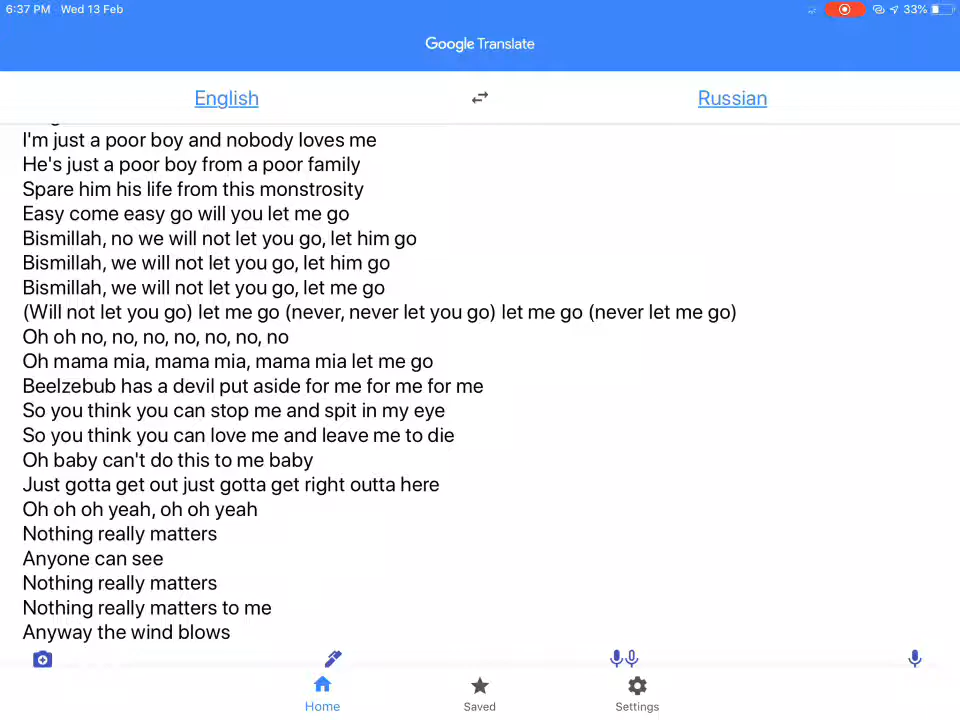 6:37 PM Wed 13 Feb
33%
Google Translate
English
Russian
I'm just a poor boy and nobody loves me
He's just a poor boy from a poor family
Spare him his life from this monstrosity
Easy come easy go will you let me go
Bismillah, no we will not let you go, let him go
Bismillah, we will not let you go, let him go
Bismillah, we will not let you go, let me go
(Will not let you go) let me go (never, never let you go) let me go (never let me go)
Oh oh no, no, no, no, no, no, no
Oh mama mia, mama mia, mama mia let me go
Beelzebub has a devil put aside for me for me for me
So you think you can stop me and spit in my eye
So you think you can love me and leave me to die
Oh baby can't do this to me baby
Just gotta get out just gotta get right outta here
Oh oh oh yeah, oh oh yeah
Nothing really matters
Anyone can see
Nothing really matters
Nothing really matters to me
Anyway the wind blows
Home
Saved
Settings